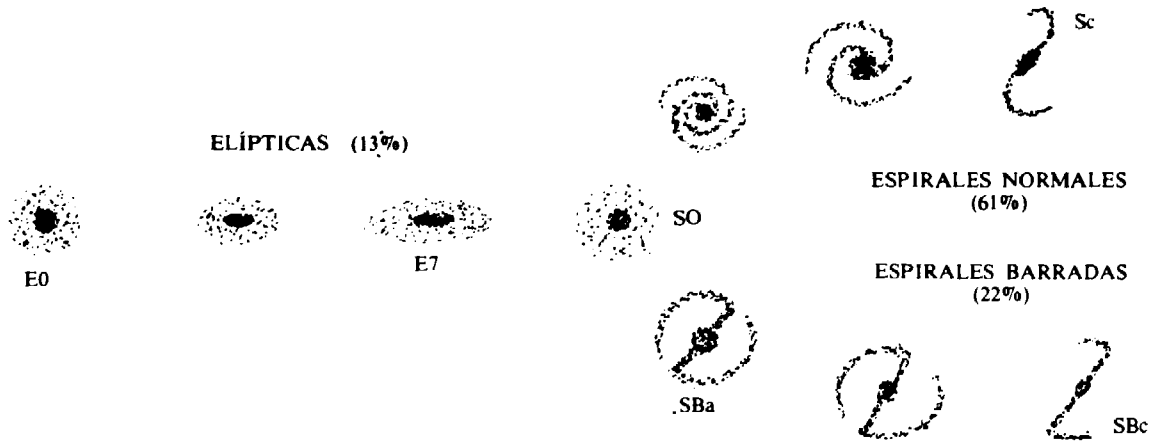 Sc
ELÍPTICAS (13%)
ESPIRALES NORMALES
(61%)
SO
E0
E7
ESPIRALES BARRADAS
(22%)
SBa
SBc